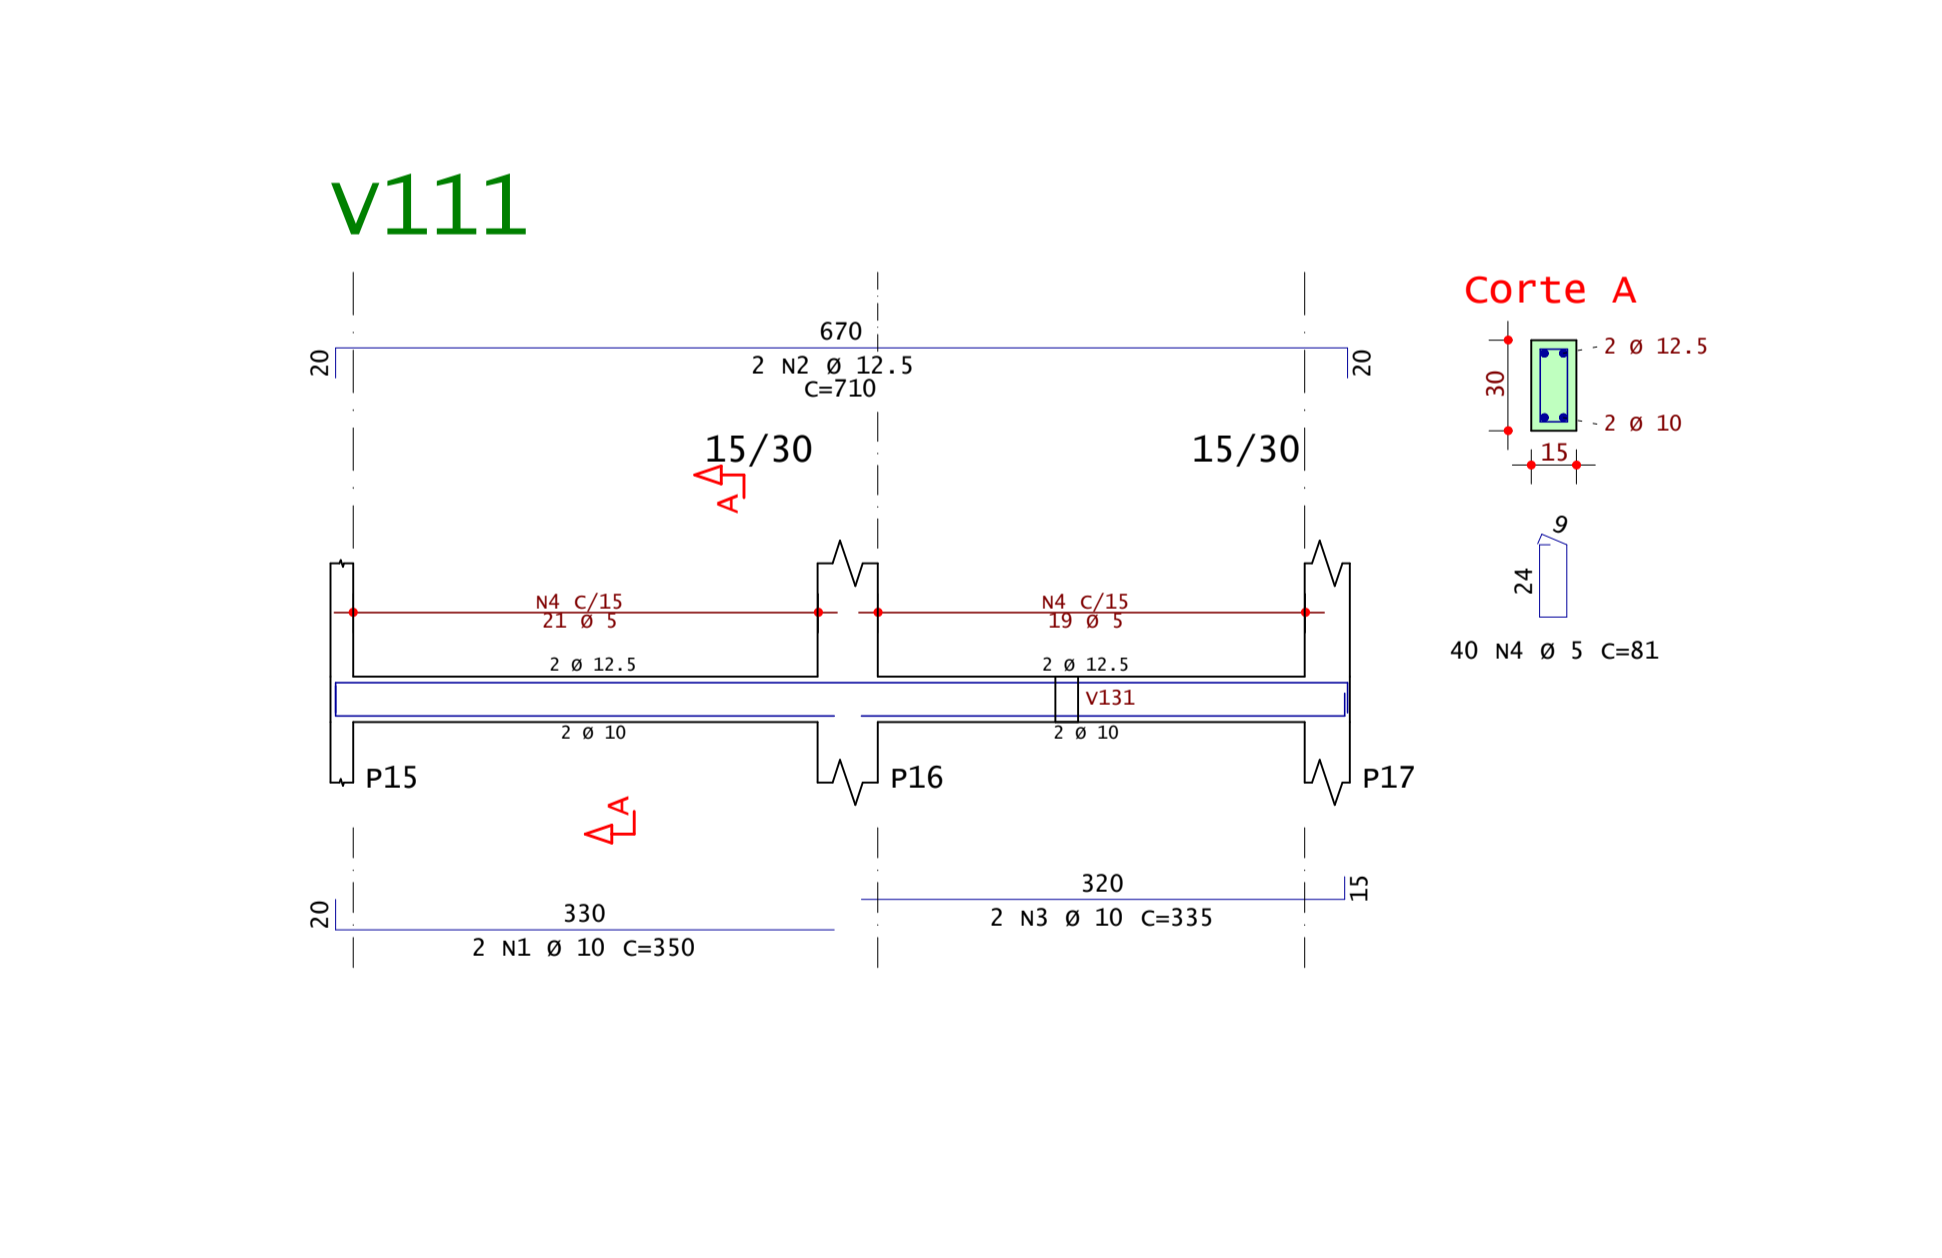 V111
670
20
20
2 N2 Ø 12.5
C=710
15/30
15/30
A
N4 C/15
21 Ø 5
N4 C/15
19 Ø 5
2 Ø 12.5
2 Ø 12.5
V131
2 Ø 10
2 Ø 10
P15
P16
P17
A
320
15
2 N3 Ø 10 C=335
330
20
2 N1 Ø 10 C=350
Corte A
2 Ø 12.5
30
2 Ø 10
15
9
24
40 N4 Ø 5 C=81